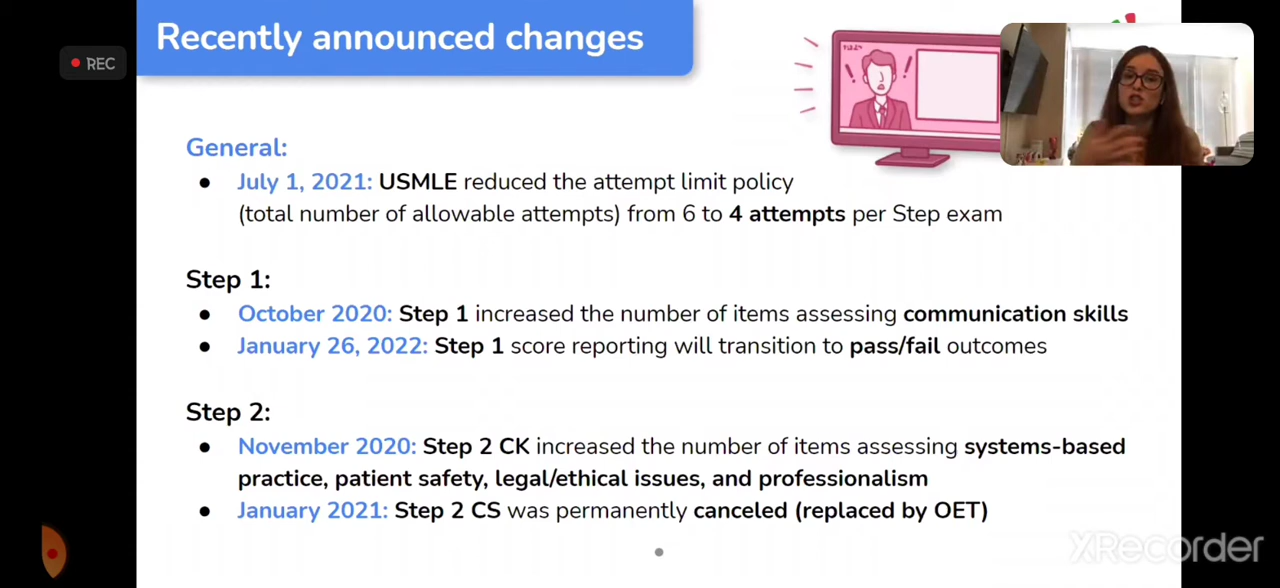 Recently announced changes
REC
General:
● July 1, 2021: USMLE reduced the attempt limit policy
(total number of allowable attempts) from 6 to 4 attempts per Step exam
Step 1:
● October 2020: Step 1 increased the number of items assessing communication skills
● January 26, 2022: Step 1 score reporting will transition to pass/fail outcomes
Step 2:
● November 2020: Step 2 CK increased the number of items assessing systems-based
practice, patient safety, legal/ethical issues, and professionalism
● January 2021: Step 2 CS was permanently canceled (replaced by OET)
XRecorder